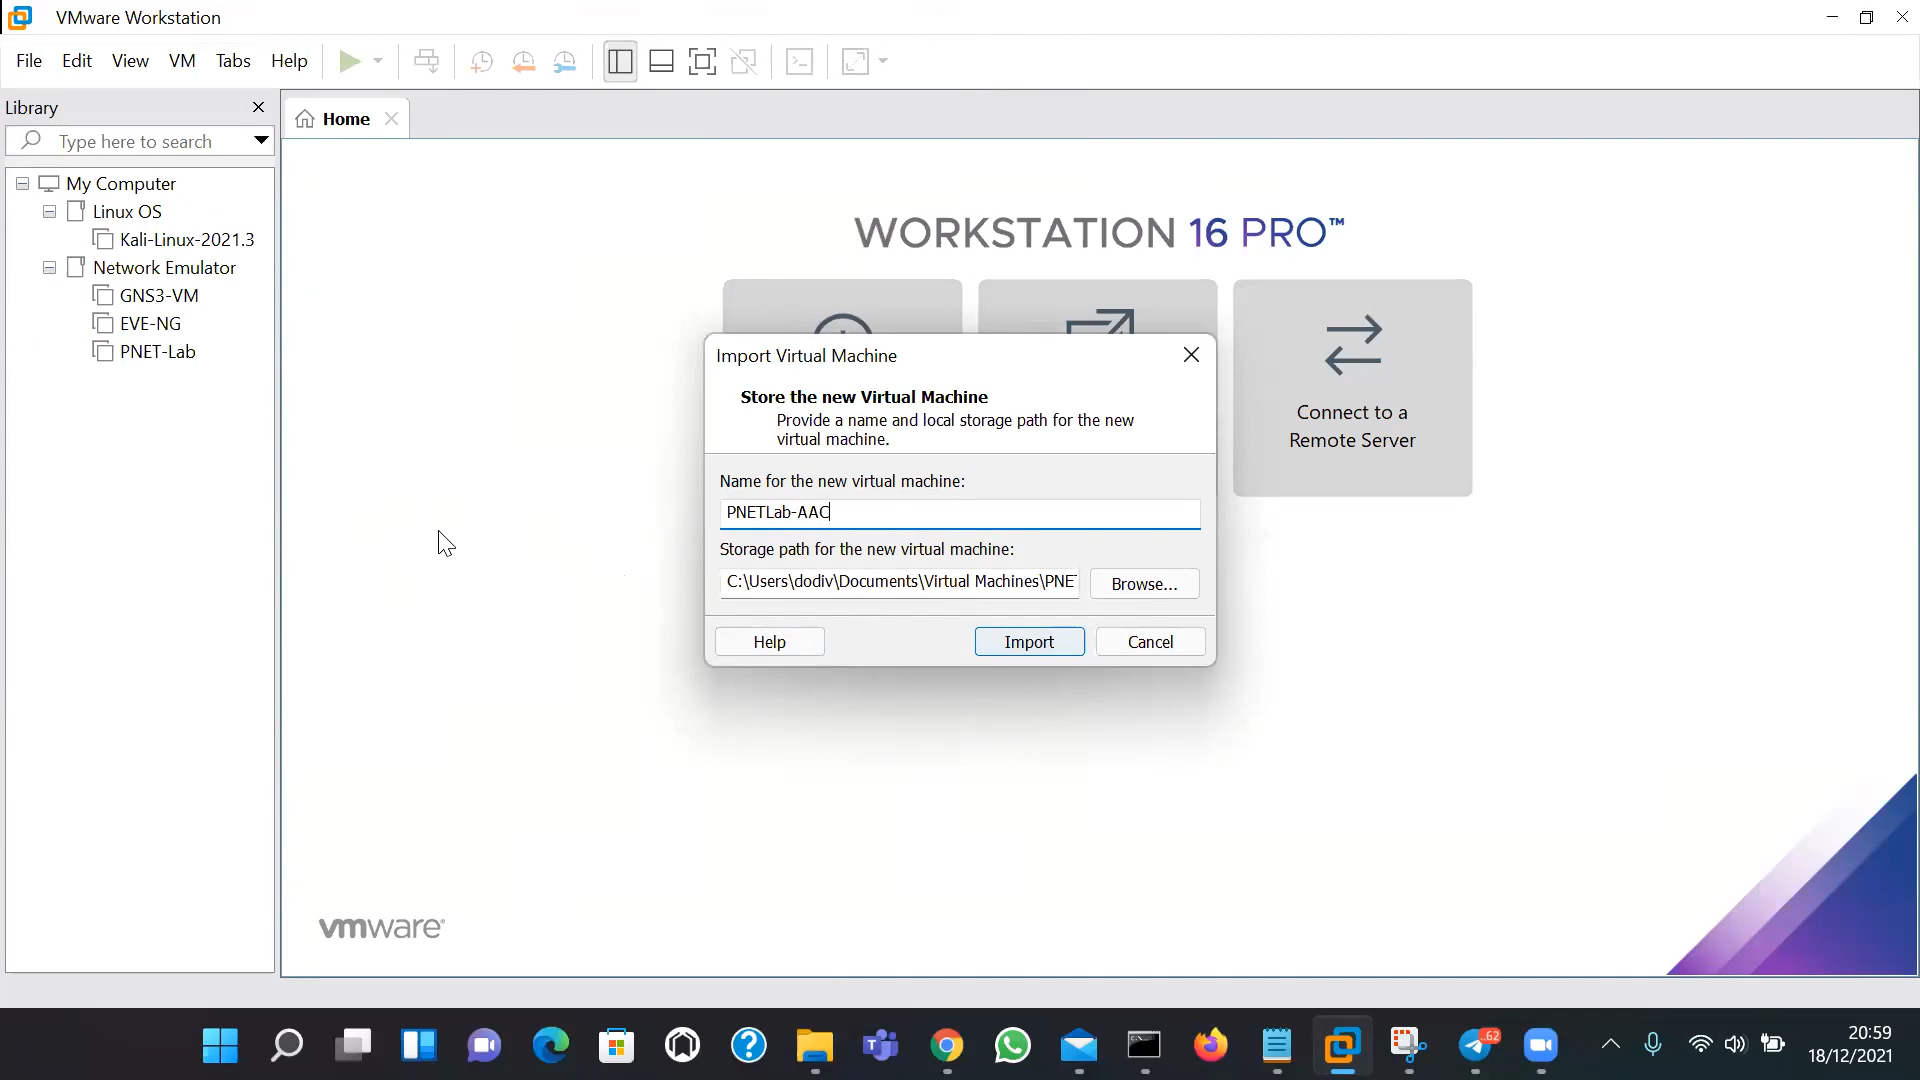 VMware Workstation
File Edit View VM Tabs Help
Library
Type here to search
Home
My Computer
Linux OS
Kali-Linux-2021.3
Network Emulator
GNS3-VM
EVE-NG
PNET-Lab
WORKSTATION 16 PRO™
Connect to a
Remote Server
Import Virtual Machine
Store the new Virtual Machine
Provide a name and local storage path for the new
virtual machine.
Name for the new virtual machine:
PNETLab-AAC
Storage path for the new virtual machine:
C:\Users\dodiv\Documents\Virtual Machines\PNET
Browse...
Help Import Cancel
vmware®
62
20:59
18/12/2021